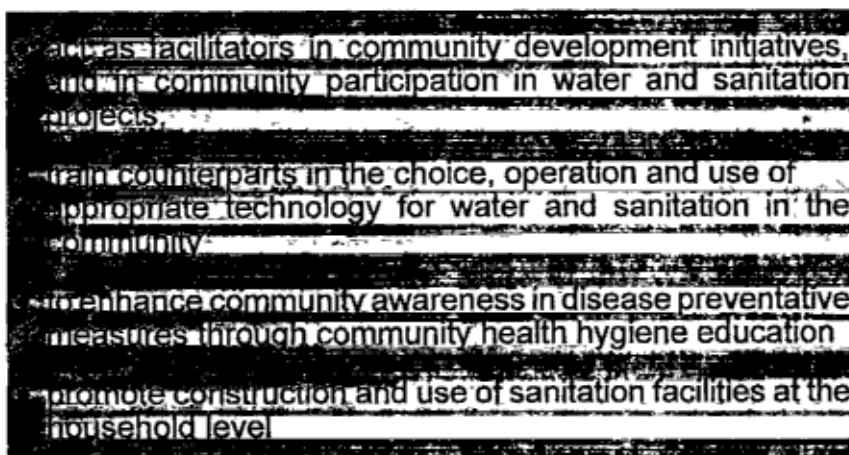 act as facilitators in community development initiatives,
and in community participation in water and sanitation
projects,
train counterparts in the choice, operation and use of
appropriate technology for water and sanitation in the
community
to enhance community awareness in disease preventative
measures through community health hygiene education
promote construction and use of sanitation facilities at the
household level